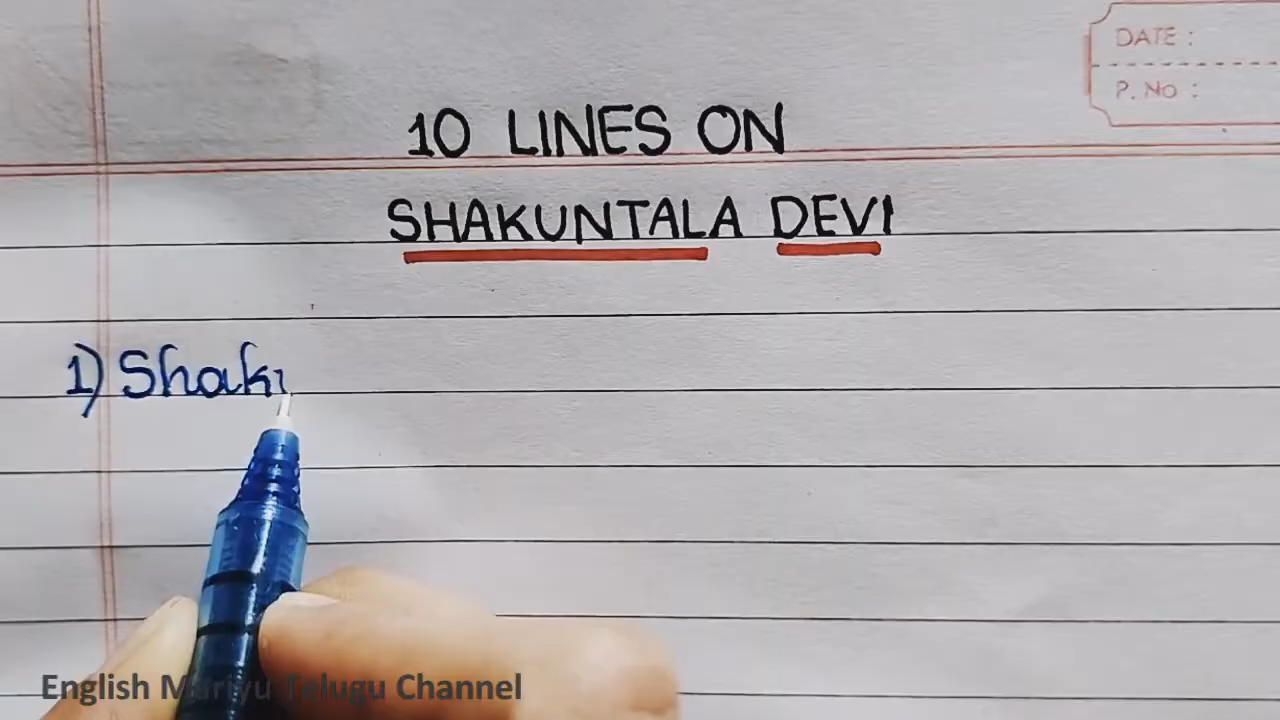 DATE :
P. No :
10 LINES ON
SHAKUNTALA DEVI
1) Shak
English Mariyu Telugu Channel